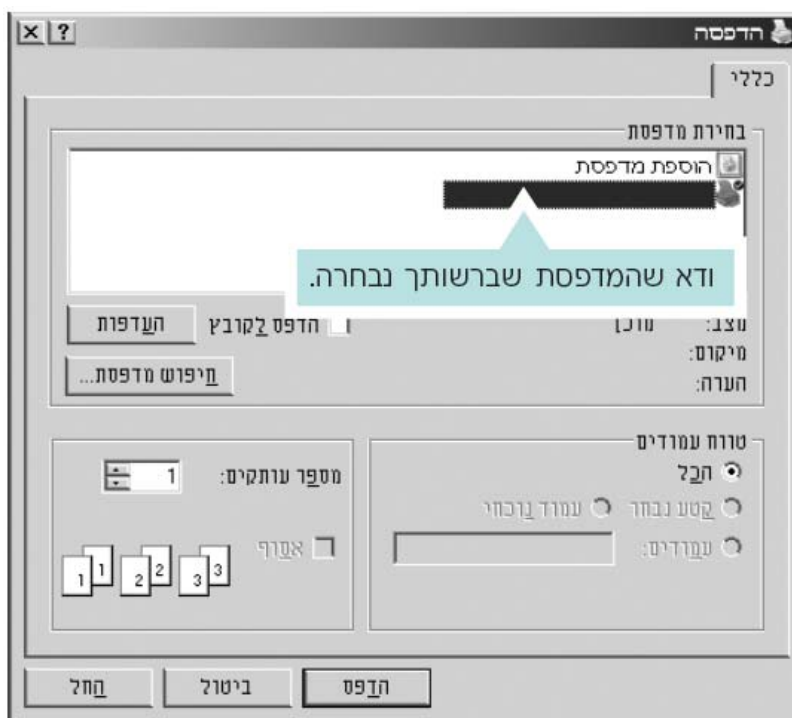 הדפסה
כללי
בחירת מדפסת
הוספת מדפסת
ודא שהמדפסת שברשותך נבחרה.
מצב: מוכן
הדפס לקובץ
העדפות
מיקום:
הערה:
חיפוש מדפסת...
טווח עמודים
הכל
קטע נבחר עמוד נוכחי
עמודים:
מספר עותקים: 1
אסוף
1 1 2 2 3 3
הדפס ביטול החל